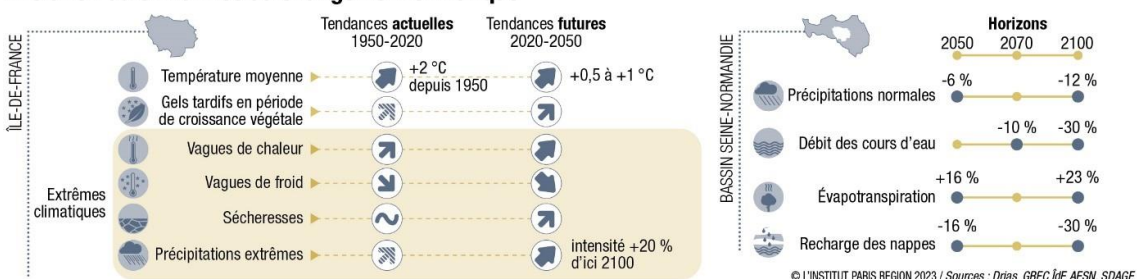 ÎLE-DE-FRANCE
Tendances actuelles
1950-2020
Tendances futures
2020-2050
Température moyenne
+2 °C
depuis 1950
+0,5 à +1 °C
Gels tardifs en période
de croissance végétale
Extrêmes
climatiques
Vagues de chaleur
Vagues de froid
Sécheresses
Précipitations extrêmes
intensité +20 %
d'ici 2100
BASSIN SEINE-NORMANDIE
Horizons
2050 2070 2100
Précipitations normales
-6 % -12 %
Débit des cours d'eau
-10 % -30 %
Évapotranspiration
+16 % +23 %
Recharge des nappes
-16 % -30 %
© L'INSTITUT PARIS REGION 2023 / Sources : Drias, GREC ÎdF, AESN, SDAGE